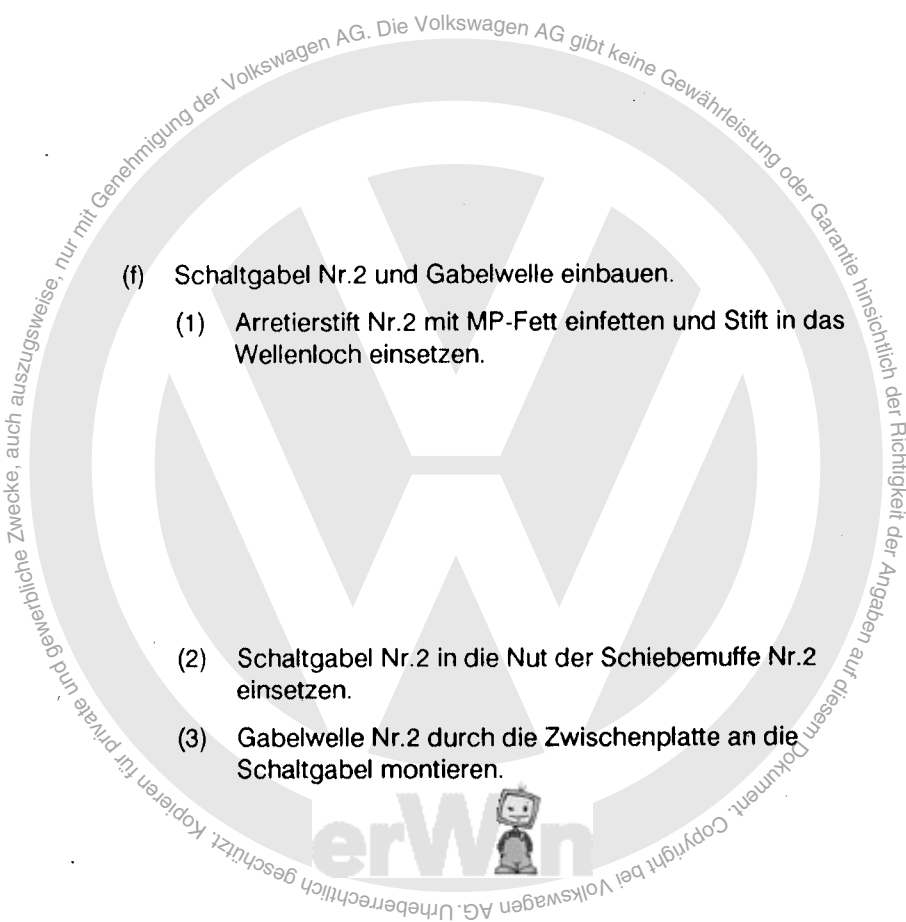 (f) Schaltgabel Nr.2 und Gabelwelle einbauen.
(1) Arretierstift Nr.2 mit MP-Fett einfetten und Stift in das
Wellenloch einsetzen.
(2) Schaltgabel Nr.2 in die Nut der Schiebemuffe Nr.2
einsetzen.
(3) Gabelwelle Nr.2 durch die Zwischenplatte an die
Schaltgabel montieren.
erWin
Urheberrechtlich geschützt. Kopieren für private und gewerbliche Zwecke, auch auszugsweise, nur mit Genehmigung der Volkswagen AG. Die Volkswagen AG gibt keine Gewährleistung oder Garantie hinsichtlich der Richtigkeit der Angaben auf diesem Dokument. Copyright bei Volkswagen AG.